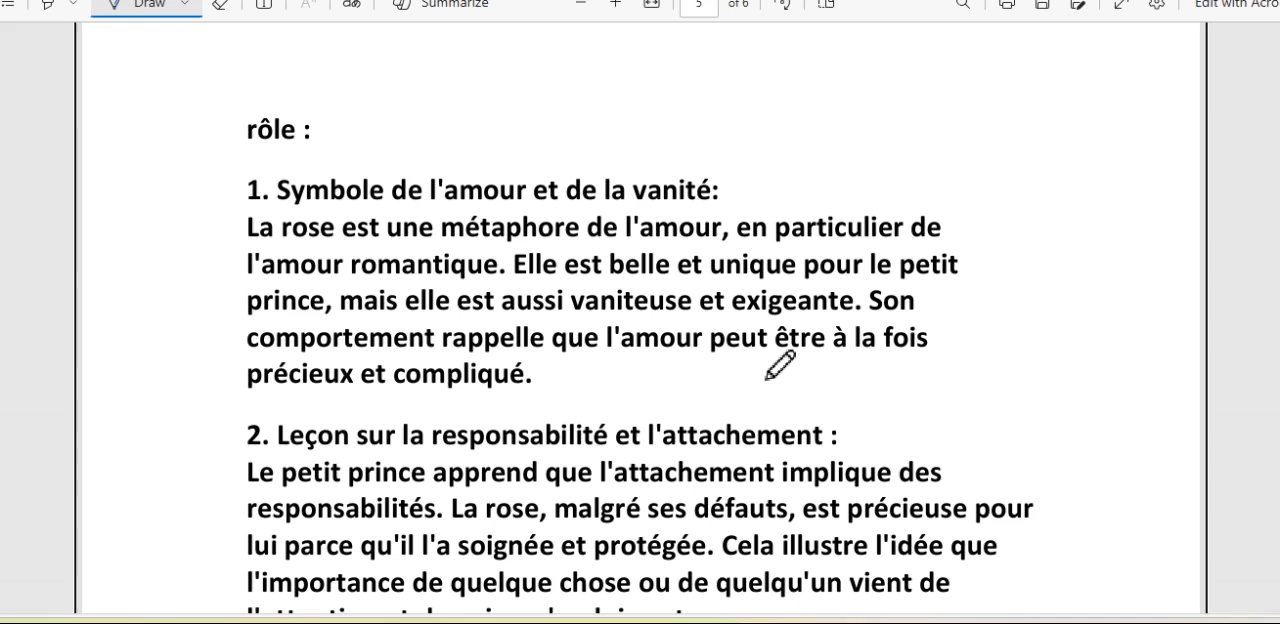 Draw
Summarize
5
of 6
Edit with Acro
rôle :
1. Symbole de l'amour et de la vanité:
La rose est une métaphore de l'amour, en particulier de
l'amour romantique. Elle est belle et unique pour le petit
prince, mais elle est aussi vaniteuse et exigeante. Son
comportement rappelle que l'amour peut être à la fois
précieux et compliqué.
2. Leçon sur la responsabilité et l'attachement :
Le petit prince apprend que l'attachement implique des
responsabilités. La rose, malgré ses défauts, est précieuse pour
lui parce qu'il l'a soignée et protégée. Cela illustre l'idée que
l'importance de quelque chose ou de quelqu'un vient de